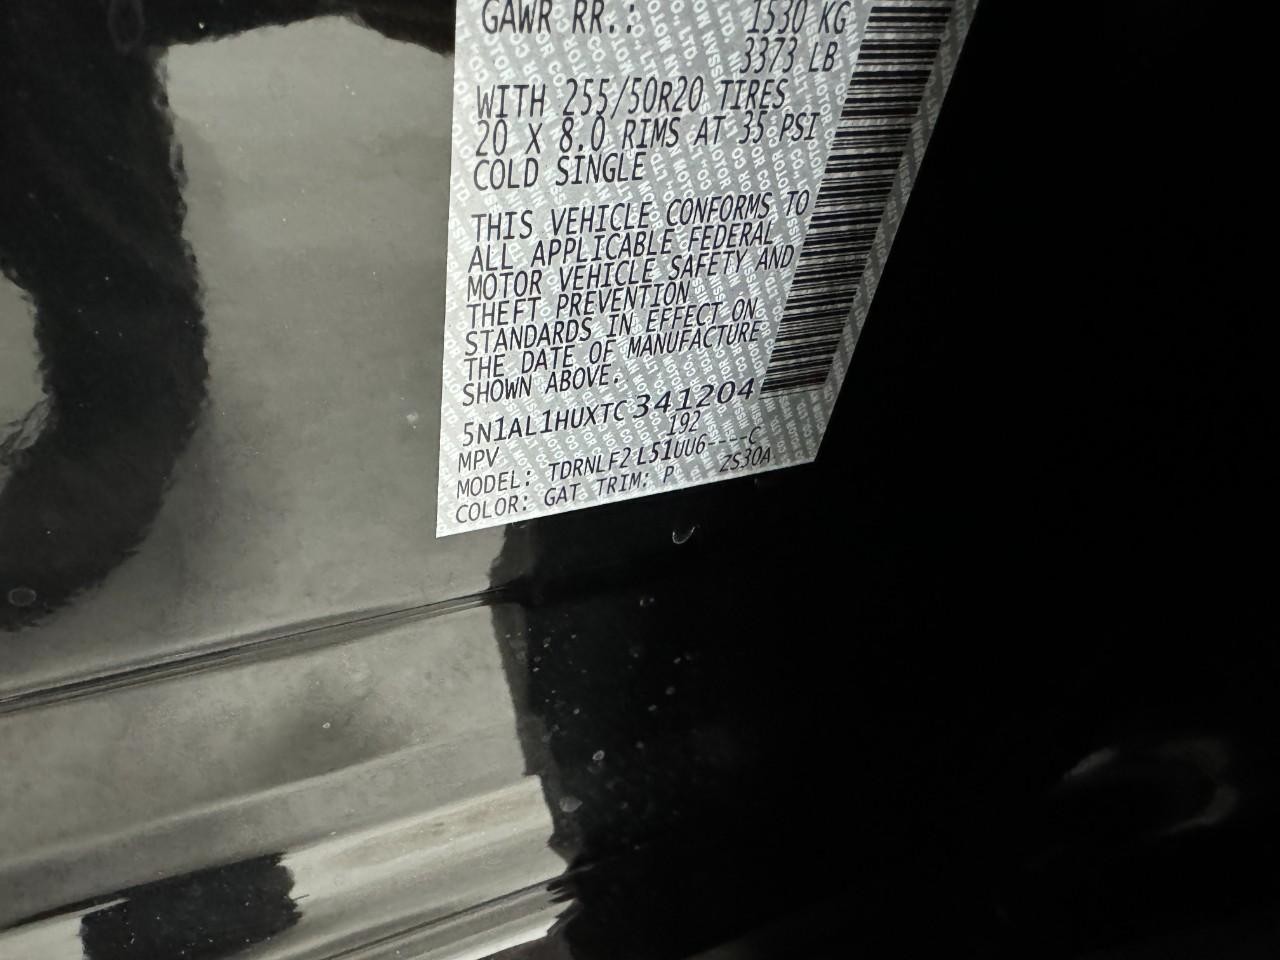 GAWR RR.: 1530 KG
3373 LB
WITH 255/50R20 TIRES
20 X 8.0 RIMS AT 35 PSI
COLD SINGLE
THIS VEHICLE CONFORMS TO
ALL APPLICABLE FEDERAL
MOTOR VEHICLE SAFETY AND
THEFT PREVENTION
STANDARDS IN EFFECT ON
THE DATE OF MANUFACTURE
SHOWN ABOVE.
5N1AL1HUXTC341204
MPV 192
MODEL: TDRNLF2 L51UU6----C
COLOR: GAT TRIM: P ZS30A